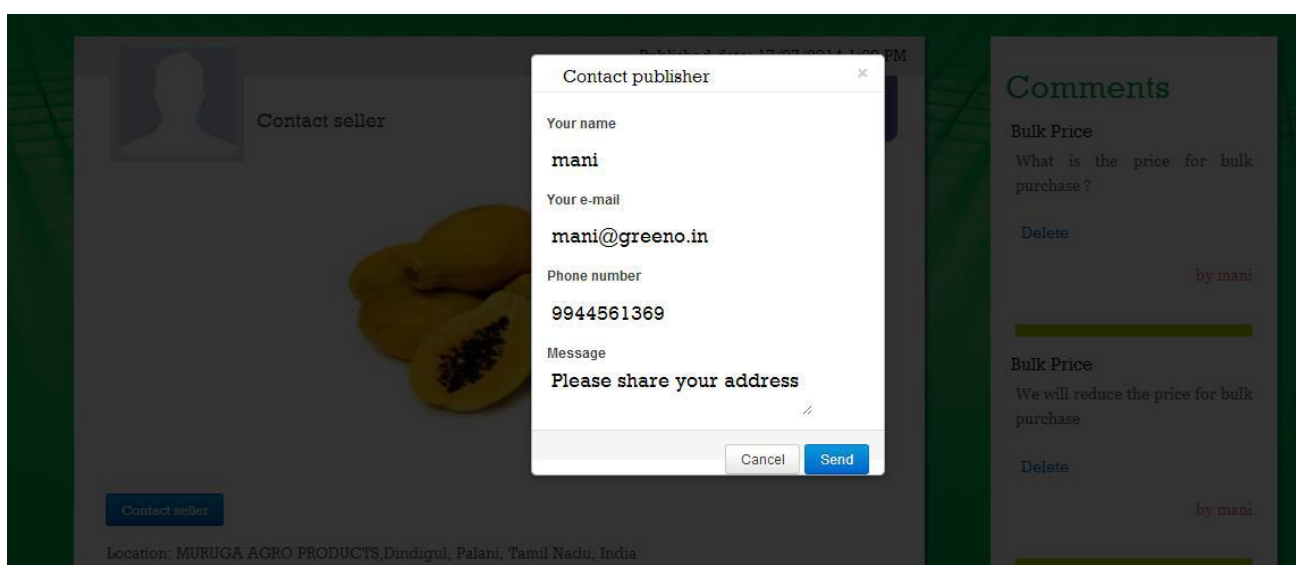 Contact publisher ×
Your name
mani
Your e-mail
mani@greeno.in
Phone number
9944561369
Message
Please share your address
Cancel Send
PM
Contact seller
Contact seller
Location: MURUGA AGRO PRODUCTS,Dindigul, Palani, Tamil Nadu, India
Comments
Bulk Price
What is the price for bulk
purchase ?
Delete
by mani
Bulk Price
We will reduce the price for bulk
purchase
Delete
by mani